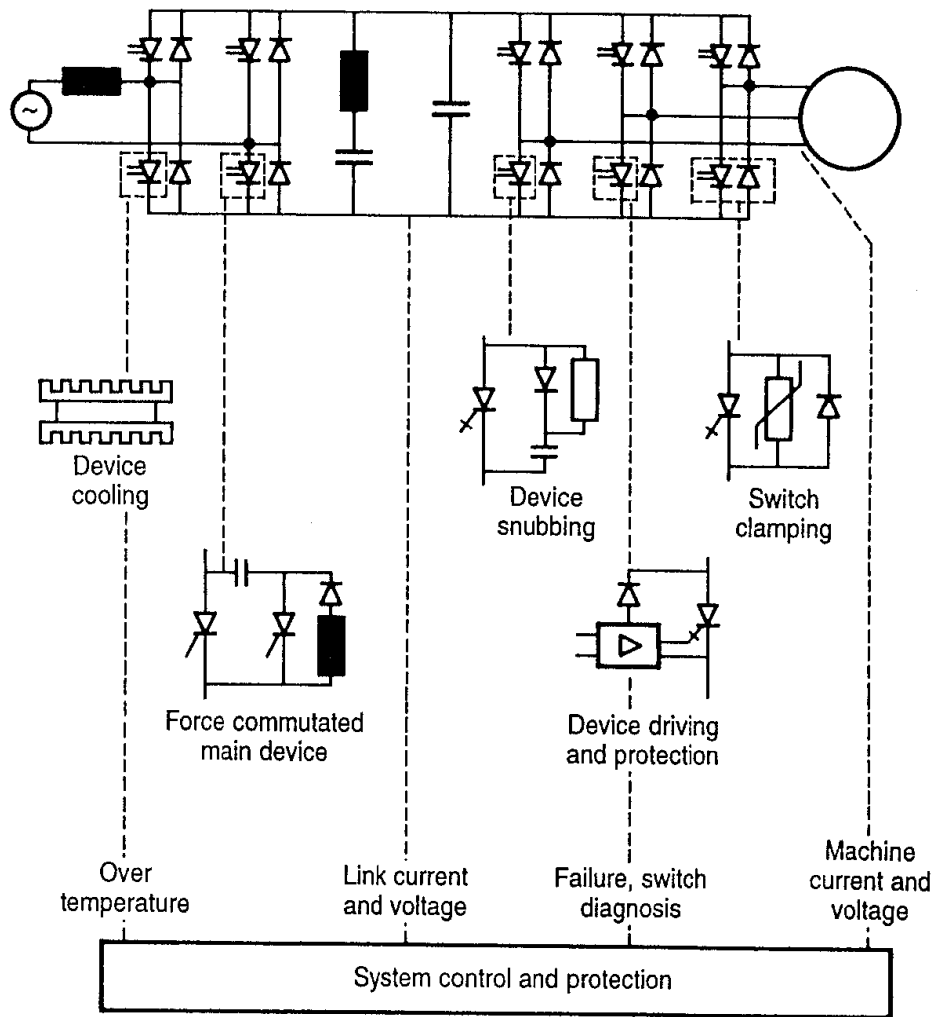 ~
Device
cooling
Device
snubbing
Switch
clamping
Force commutated
main device
Device driving
and protection
Over
temperature
Link current
and voltage
Failure, switch
diagnosis
Machine
current and
voltage
System control and protection